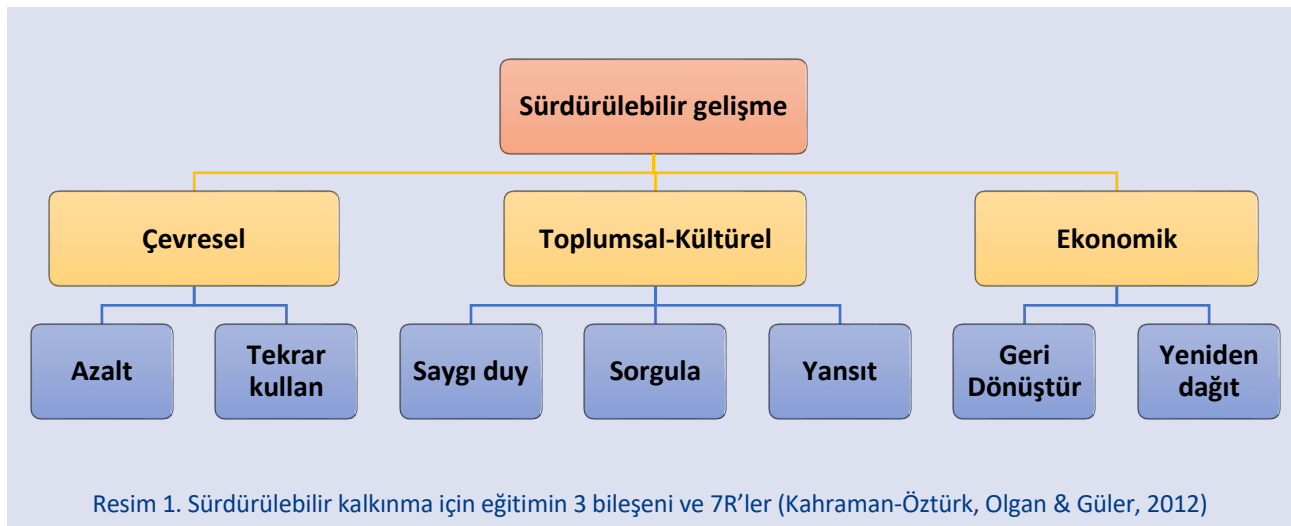 Sürdürülebilir gelişme
Çevresel
Toplumsal-Kültürel
Ekonomik
Azalt
Tekrar
kullan
Saygı duy
Sorgula
Yansıt
Geri
Dönüştür
Yeniden
dağıt
Resim 1. Sürdürülebilir kalkınma için eğitimin 3 bileşeni ve 7R’ler (Kahraman-Öztürk, Olgan & Güler, 2012)